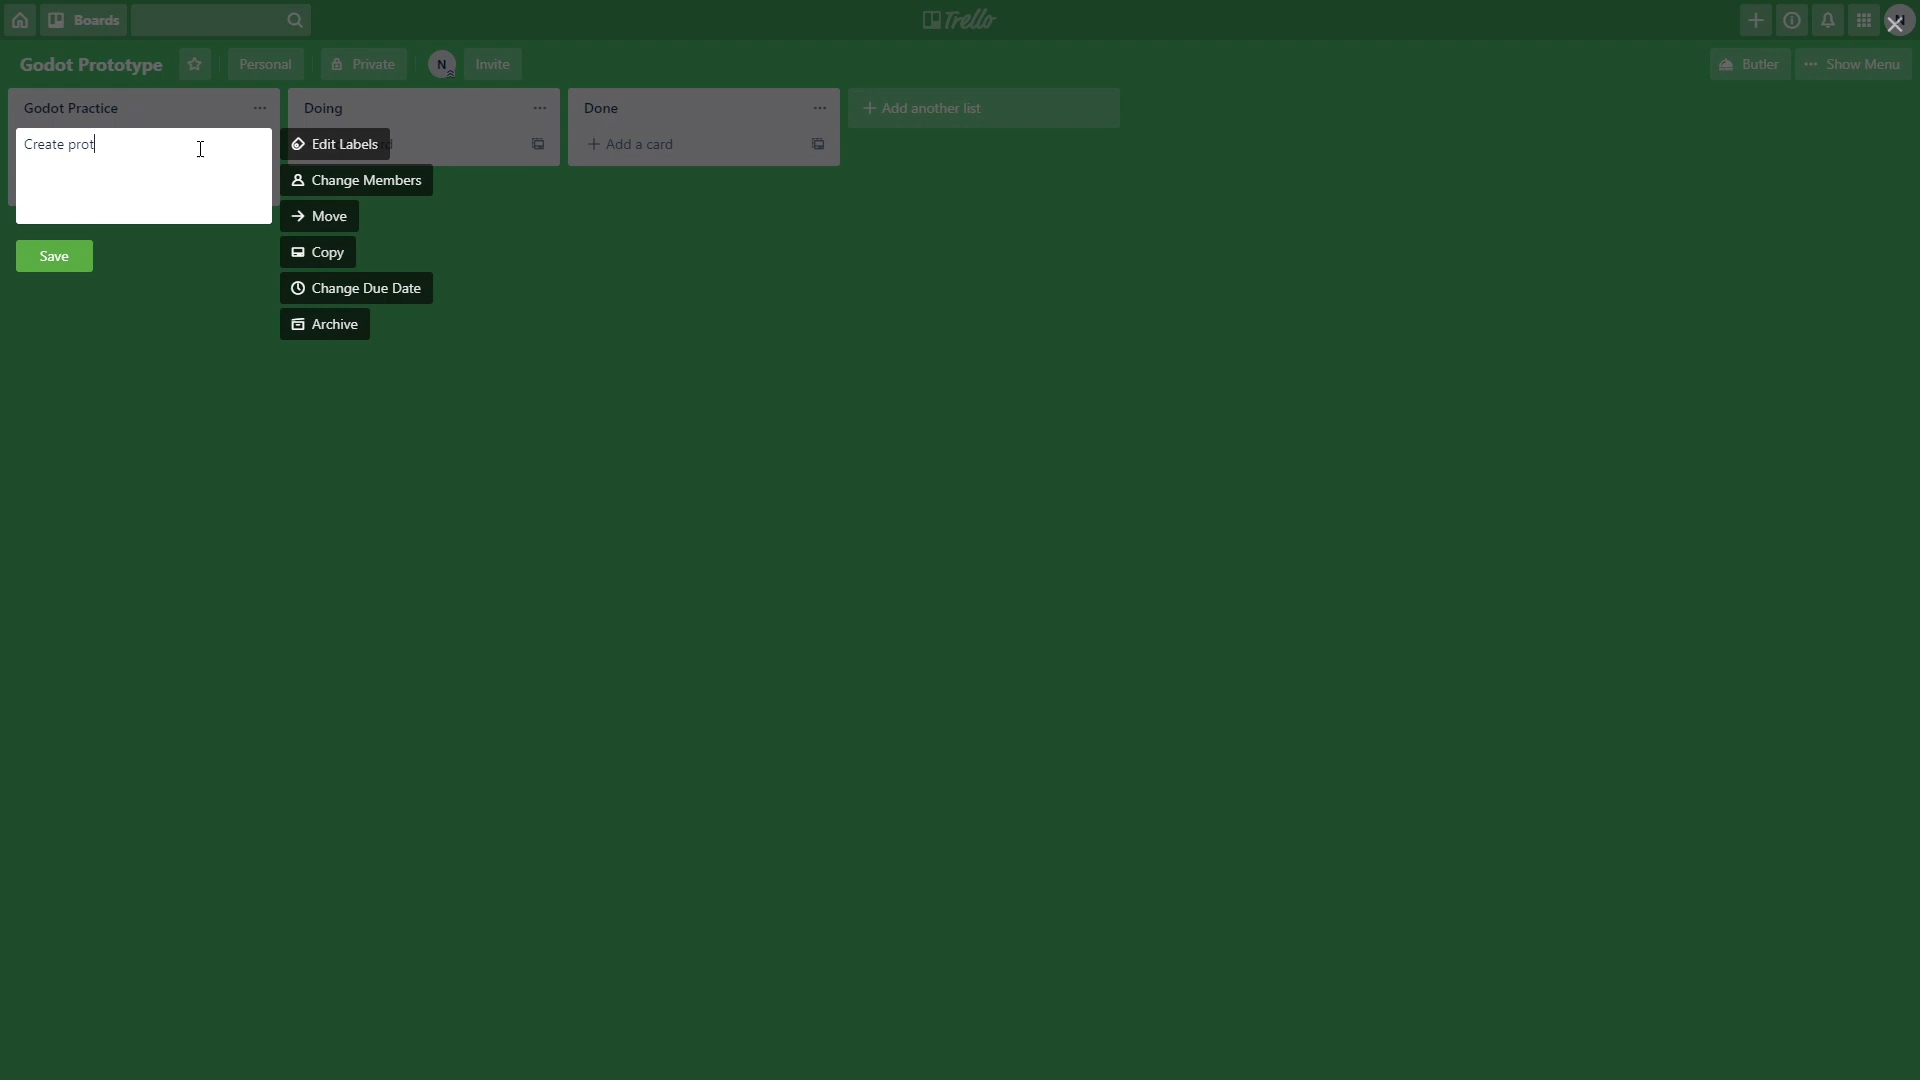 Boards
Trello
Godot Prototype
Personal
Private
N
Invite
Butler
Show Menu
Godot Practice
Doing
Done
Add another list
Create prot
Edit Labels
Add a card
Change Members
Move
Save
Copy
Change Due Date
Archive